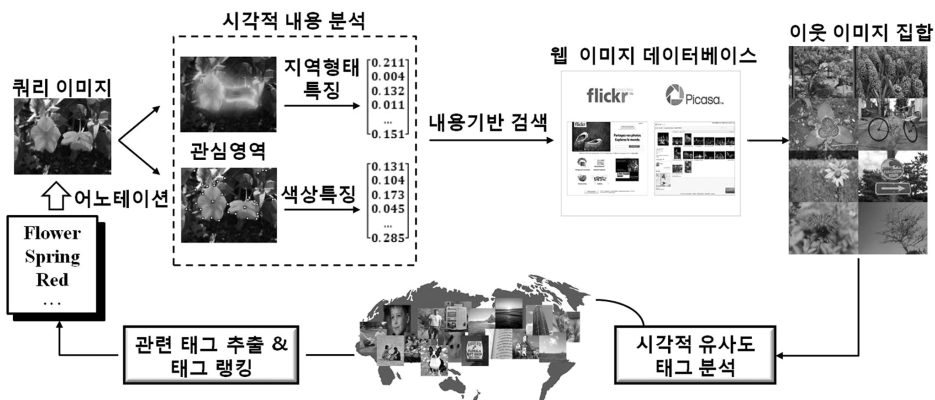 시각적 내용 분석
쿼리 이미지
지역형태
특징
0.211
0.004
0.132
0.011
...
0.151
관심영역
색상특징
0.131
0.104
0.173
0.045
...
0.285
어노테이션
Flower
Spring
Red
...
내용기반 검색
웹 이미지 데이터베이스
flickr
Picasa
이웃 이미지 집합
시각적 유사도
태그 분석
관련 태그 추출 &
태그 랭킹